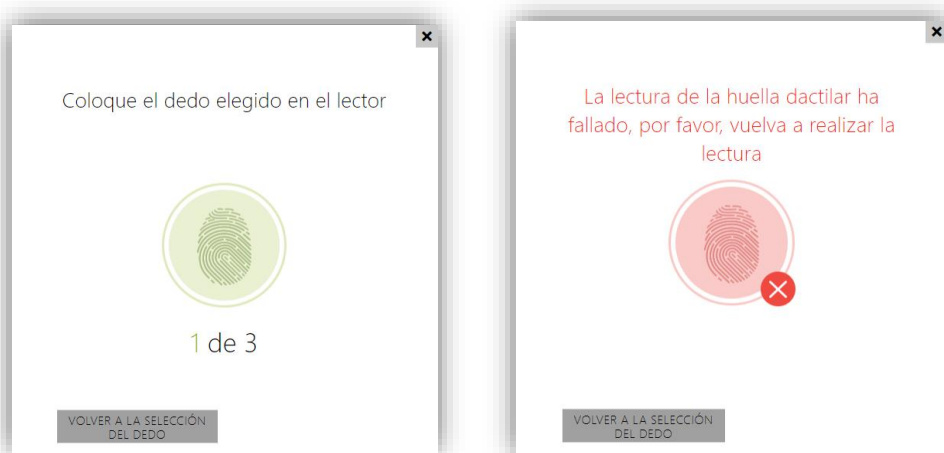 Coloque el dedo elegido en el lector
1 de 3
VOLVER A LA SELECCIÓN
DEL DEDO
La lectura de la huella dactilar ha
fallado, por favor, vuelva a realizar la
lectura
VOLVER A LA SELECCIÓN
DEL DEDO